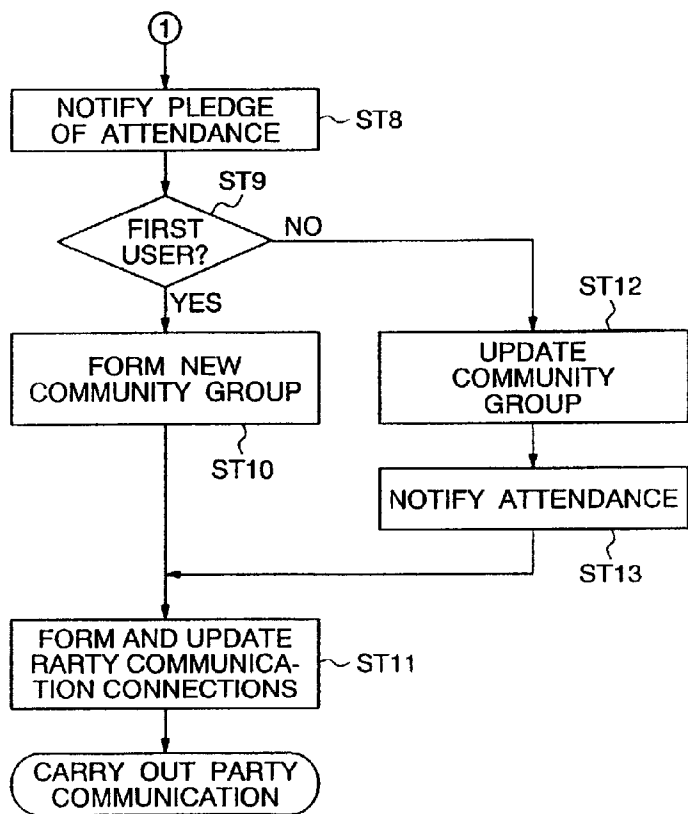 1
NOTIFY PLEDGE
OF ATTENDANCE
ST8
ST9
FIRST
USER?
NO
YES
ST12
FORM NEW
COMMUNITY GROUP
ST10
UPDATE
COMMUNITY
GROUP
NOTIFY ATTENDANCE
ST13
FORM AND UPDATE
RARTY COMMUNICA-
TION CONNECTIONS
ST11
CARRY OUT PARTY
COMMUNICATION